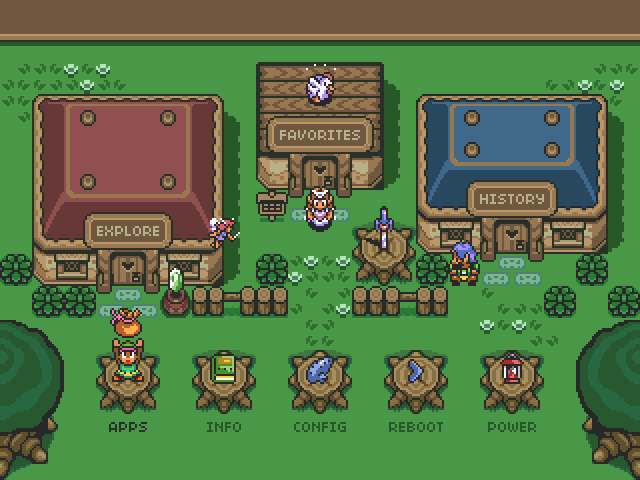 FAVORITES
HISTORY
EXPLORE
APPS
INFO
CONFIG
REBOOT
POWER